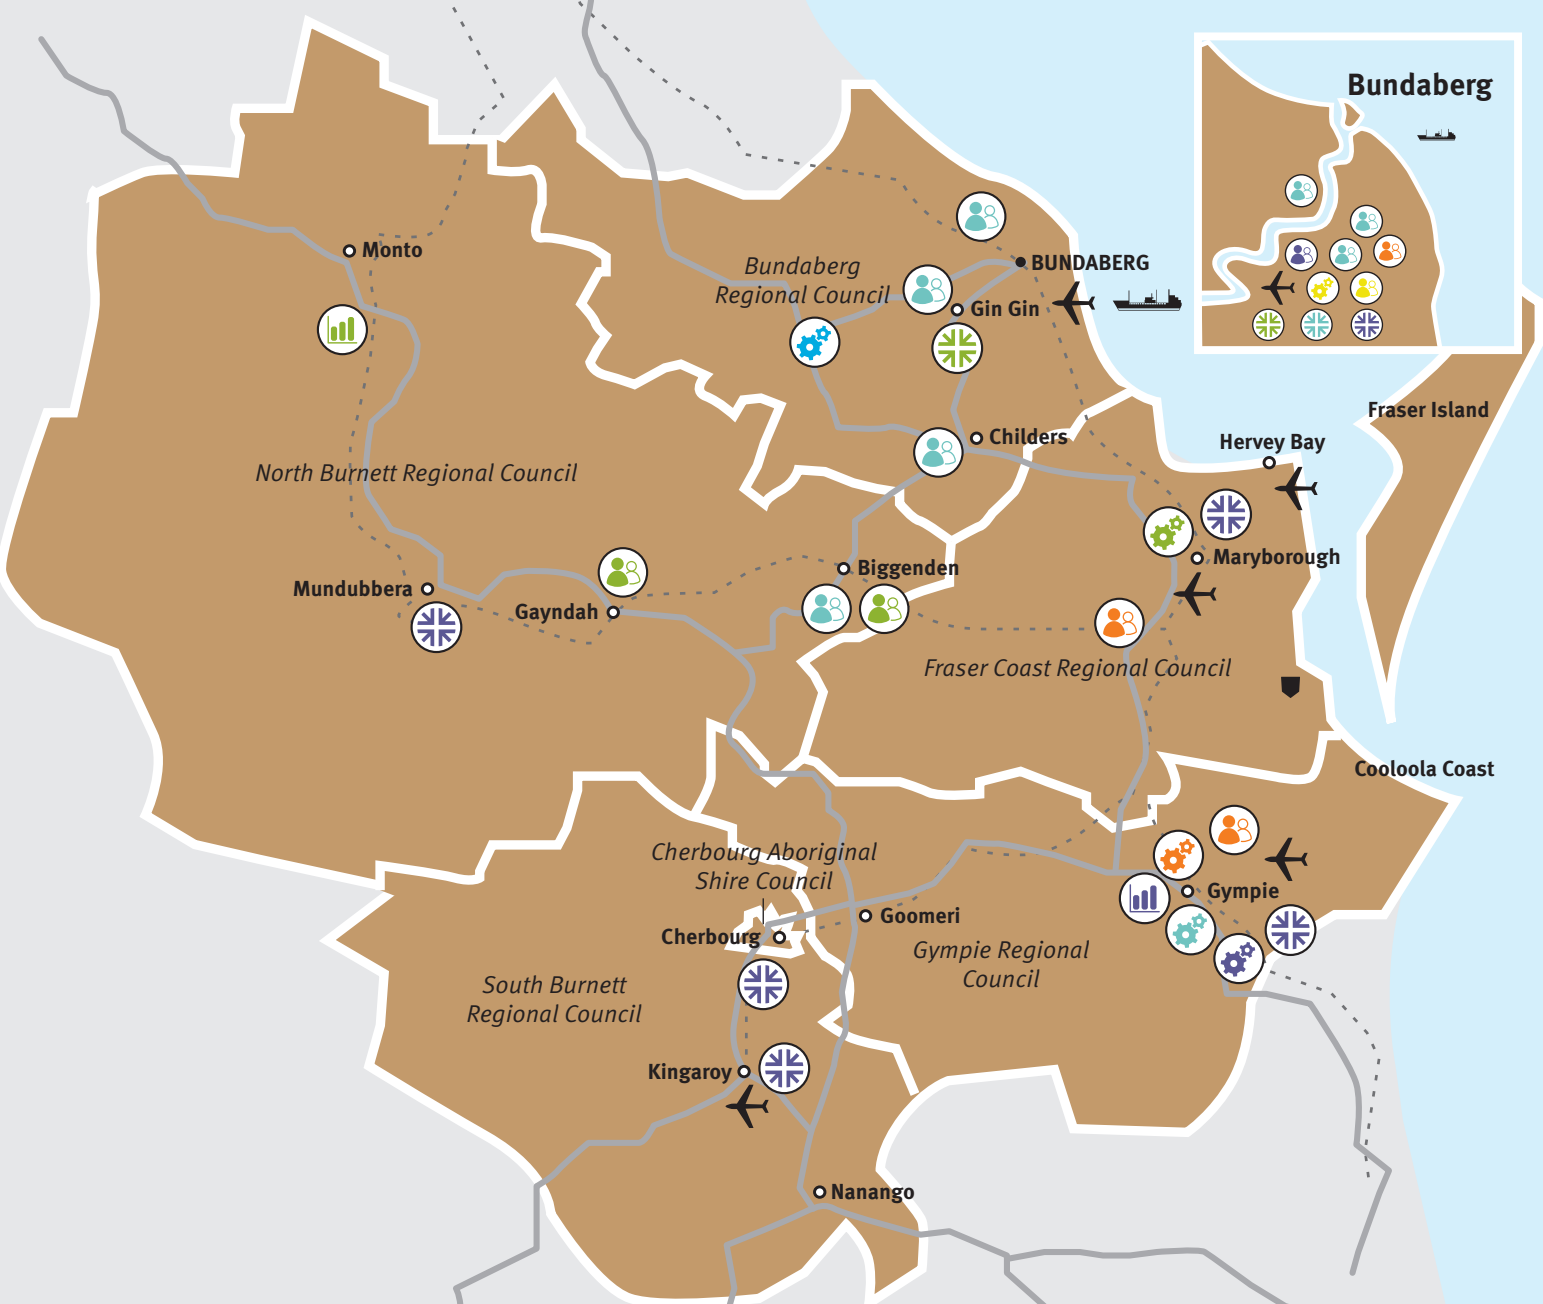 Bundaberg
Monto
Bundaberg
Regional Council
BUNDABERG
Gin Gin
Fraser Island
Childers
Hervey Bay
North Burnett Regional Council
Maryborough
Biggenden
Mundubbera
Gayndah
Fraser Coast Regional Council
Cooloola Coast
Cherbourg Aboriginal
Shire Council
Gympie
Goomeri
Cherbourg
Gympie Regional
Council
South Burnett
Regional Council
Kingaroy
Nanango